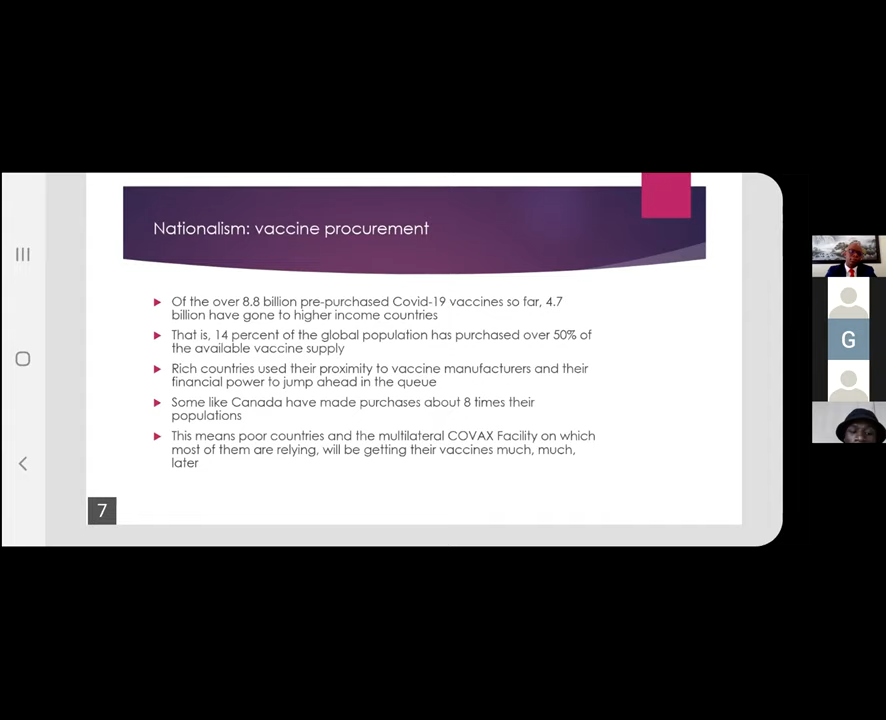 Nationalism: vaccine procurement
Of the over 8.8 billion pre-purchased Covid-19 vaccines so far, 4.7
billion have gone to higher income countries
That is, 14 percent of the global population has purchased over 50% of
the available vaccine supply
Rich countries used their proximity to vaccine manufacturers and their
financial power to jump ahead in the queue
Some like Canada have made purchases about 8 times their
populations
This means poor countries and the multilateral COVAX Facility on which
most of them are relying, will be getting their vaccines much, much,
later
7
G